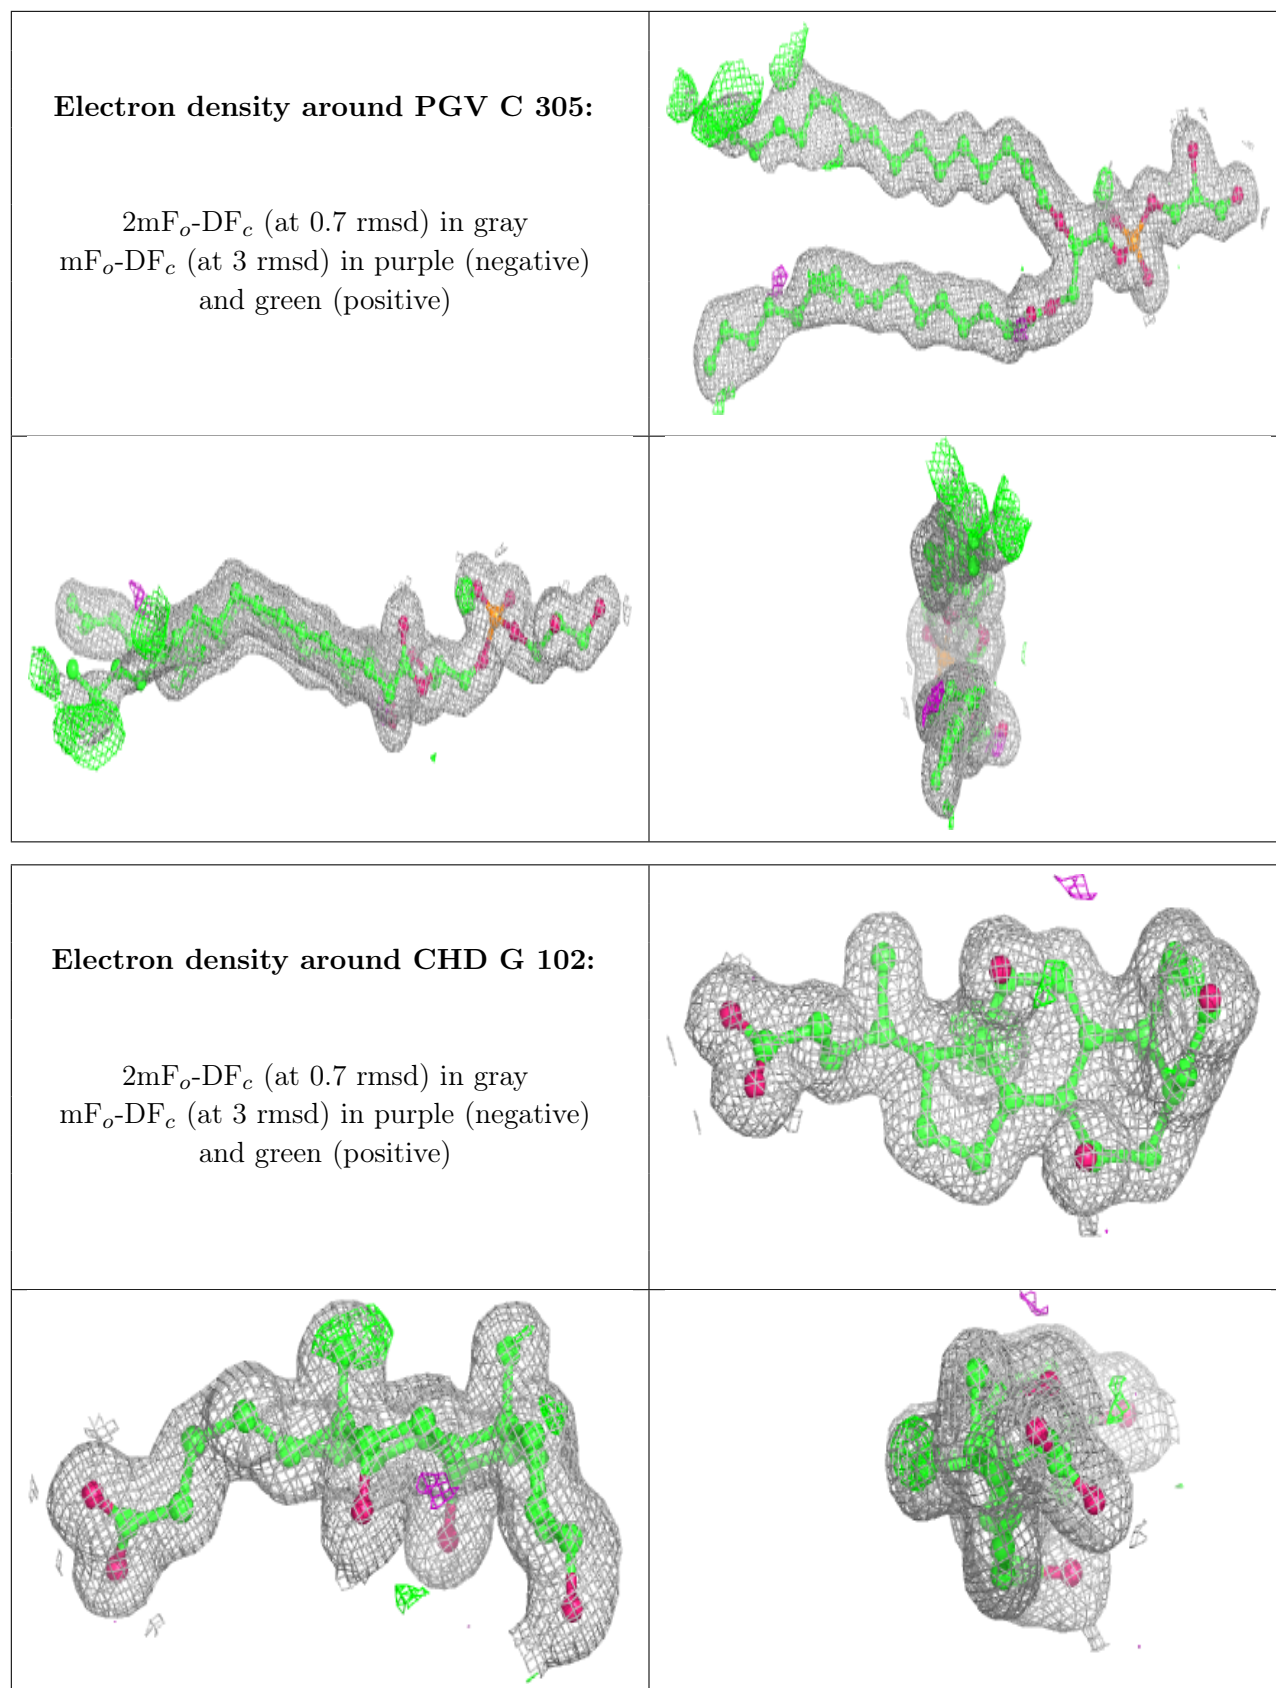 Electron density around PGV C 305:
2mFo-DFc (at 0.7 rmsd) in gray
mFo-DFc (at 3 rmsd) in purple (negative)
and green (positive)
Electron density around CHD G 102:
2mFo-DFc (at 0.7 rmsd) in gray
mFo-DFc (at 3 rmsd) in purple (negative)
and green (positive)